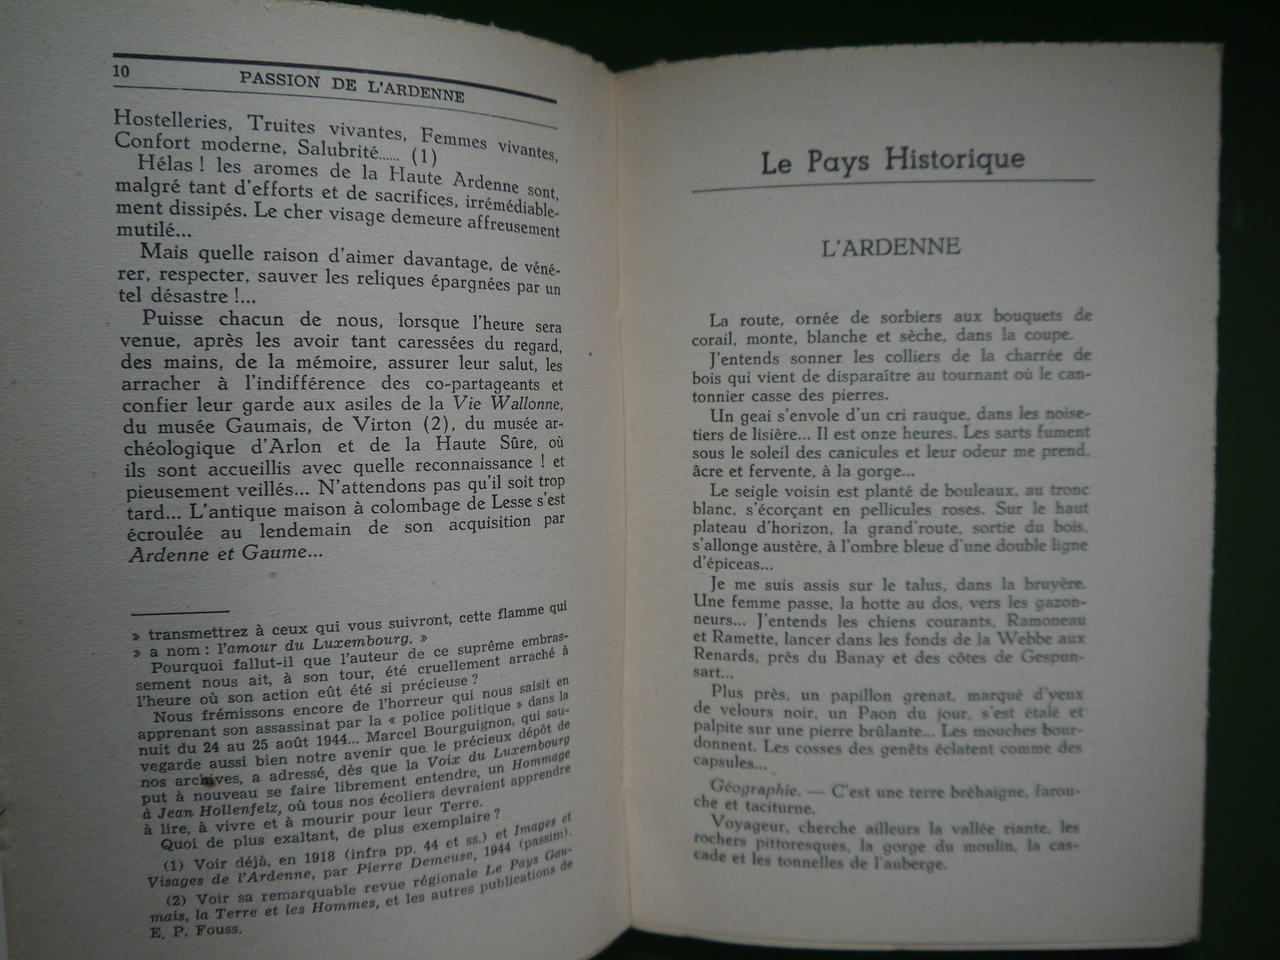 10
PASSION DE L'ARDENNE
Hostelleries, Truites vivantes, Femmes vivantes,
Confort moderne, Salubrité...... (1)
Hélas ! les aromes de la Haute Ardenne sont,
malgré tant d'efforts et de sacrifices, irrémédiable-
ment dissipés. Le cher visage demeure affreusement
mutilé...
Mais quelle raison d'aimer davantage, de véné-
rer, respecter, sauver les reliques épargnées par un
tel désastre !...
Puisse chacun de nous, lorsque l'heure sera
venue, après les avoir tant caressées du regard,
des mains, de la mémoire, assurer leur salut, les
arracher à l'indifférence des co-partageants et
confier leur garde aux asiles de la Vie Wallonne,
du musée Gaumais, de Virton (2), du musée ar-
chéologique d'Arlon et de la Haute Sûre, où
ils sont accueillis avec quelle reconnaissance ! et
pieusement veillés... N'attendons pas qu'il soit trop
tard... L'antique maison à colombage de Lesse s'est
écroulée au lendemain de son acquisition par
Ardenne et Gaume...
» transmettrez à ceux qui vous suivront, cette flamme qui
» a nom : l'amour du Luxembourg. »
Pourquoi fallut-il que l'auteur de ce suprême embras-
sement nous ait, à son tour, été cruellement arraché à
l'heure où son action eût été si précieuse ?
Nous frémissons encore de l'horreur qui nous saisit en
apprenant son assassinat par la « police politique » dans la
nuit du 24 au 25 août 1944... Marcel Bourguignon, qui sau-
vegarde aussi bien notre avenir que le précieux dépôt de
nos archives, a adressé, dès que la Voix du Luxembourg
put à nouveau se faire librement entendre, un Hommage
à Jean Hollenfelz, où tous nos écoliers devraient apprendre
à lire, à vivre et à mourir pour leur Terre.
Quoi de plus exaltant, de plus exemplaire ?
(1) Voir déjà, en 1918 (infra pp. 44 et ss.) et Images et
Visages de l'Ardenne, par Pierre Demeuse, 1944 (passim).
(2) Voir sa remarquable revue régionale Le Pays Gau-
mais, la Terre et les Hommes, et les autres publications de
E. P. Fouss.
Le Pays Historique
L'ARDENNE
La route, ornée de sorbiers aux bouquets de
corail, monte, blanche et sèche, dans la coupe.
J'entends sonner les colliers de la charrée de
bois qui vient de disparaître au tournant où le can-
tonnier casse des pierres.
Un geai s'envole d'un cri rauque, dans les noise-
tiers de lisière... Il est onze heures. Les sarts fument
sous le soleil des canicules et leur odeur me prend,
âcre et fervente, à la gorge...
Le seigle voisin est planté de bouleaux, au tronc
blanc, s'écorçant en pellicules roses. Sur le haut
plateau d'horizon, la grand'route, sortie du bois,
s'allonge austère, à l'ombre bleue d'une double ligne
d'épiceas...
Je me suis assis sur le talus, dans la bruyère.
Une femme passe, la hotte au dos, vers les gazon-
neurs... J'entends les chiens courants, Ramoneau
et Ramette, lancer dans les fonds de la Webbe aux
Renards, près du Banay et des côtes de Gespun-
sart...
Plus près, un papillon grenat, marqué d'yeux
de velours noir, un Paon du jour, s'est étalé et
palpite sur une pierre brûlante... Les mouches bour-
donnent. Les cosses des genêts éclatent comme des
capsules...
Géographie. — C'est une terre bréhaigne, farou-
che et taciturne.
Voyageur, cherche ailleurs la vallée riante, les
rochers pittoresques, la gorge du moulin, la cas-
cade et les tonnelles de l'auberge.